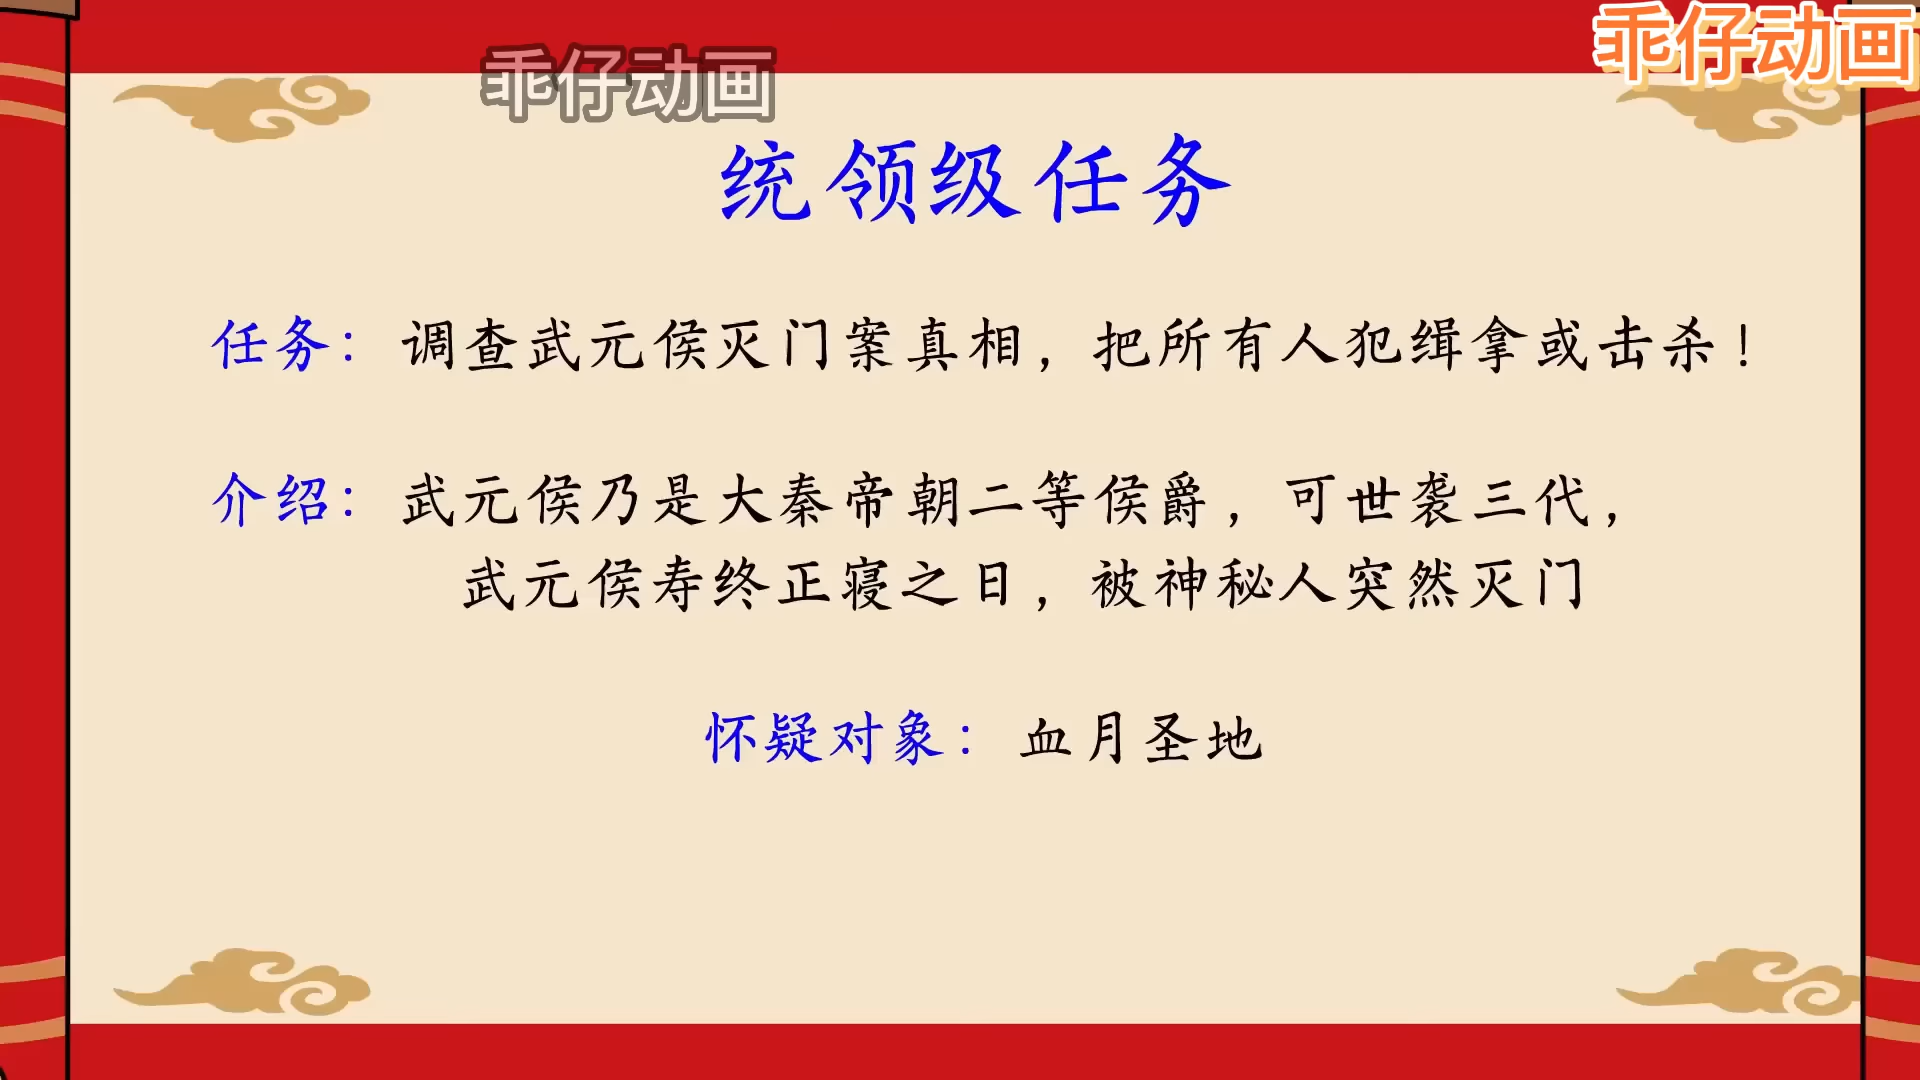 乖仔动画
乖仔动画
统领级任务
任务：调查武元侯灭门案真相，把所有人犯缉拿或击杀！
介绍：武元侯乃是大秦帝朝二等侯爵，可世袭三代，
武元侯寿终正寝之日，被神秘人突然灭门
怀疑对象：血月圣地